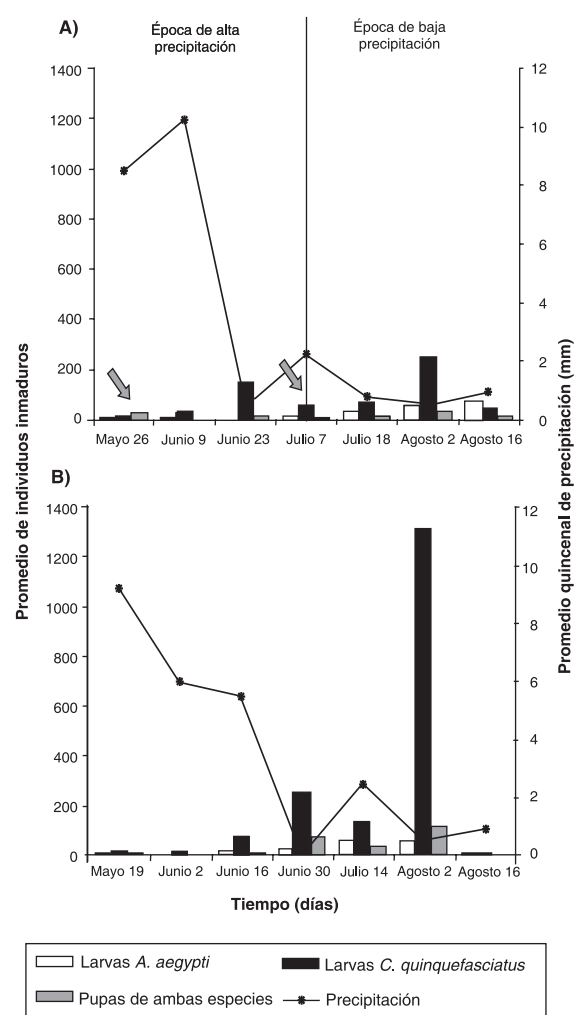 A)
Época de alta
precipitación
Época de baja
precipitación
1400
1200
1000
800
600
400
200
0
12
10
8
6
4
2
0
Mayo 26 Junio 9 Junio 23 Julio 7 Julio 18 Agosto 2 Agosto 16
B)
1400
1200
1000
800
600
400
200
0
12
10
8
6
4
2
0
Mayo 19 Junio 2 Junio 16 Junio 30 Julio 14 Agosto 2 Agosto 16
Promedio de individuos inmaduros
Promedio quincenal de precipitación (mm)
Tiempo (días)
Larvas A. aegypti
Larvas C. quinquefasciatus
Pupas de ambas especies
Precipitación